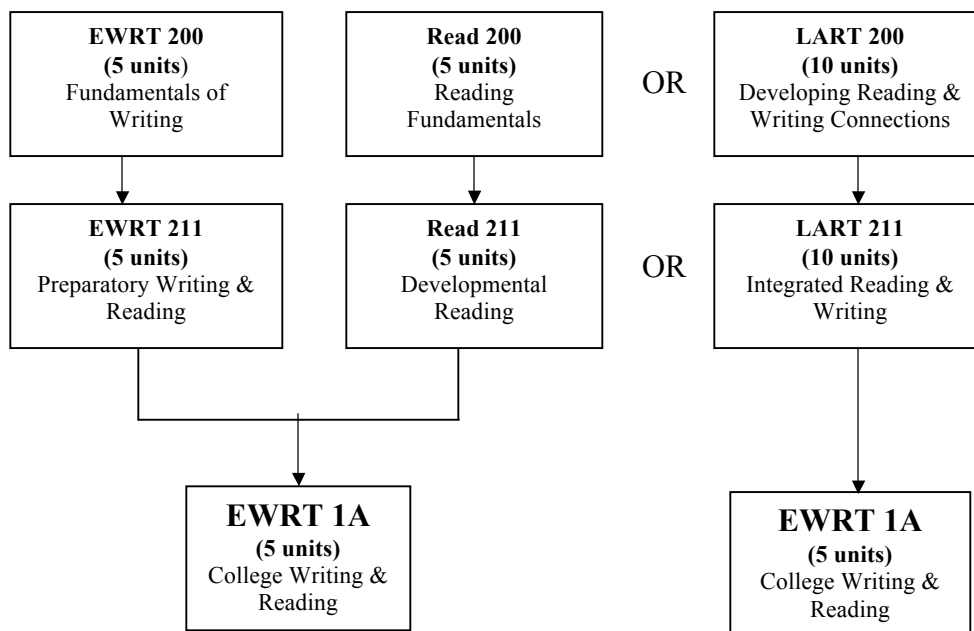 EWRT 200
(5 units)
Fundamentals of
Writing
Read 200
(5 units)
Reading
Fundamentals
OR
LART 200
(10 units)
Developing Reading &
Writing Connections
EWRT 211
(5 units)
Preparatory Writing &
Reading
Read 211
(5 units)
Developmental
Reading
OR
LART 211
(10 units)
Integrated Reading &
Writing
EWRT 1A
(5 units)
College Writing &
Reading
EWRT 1A
(5 units)
College Writing &
Reading